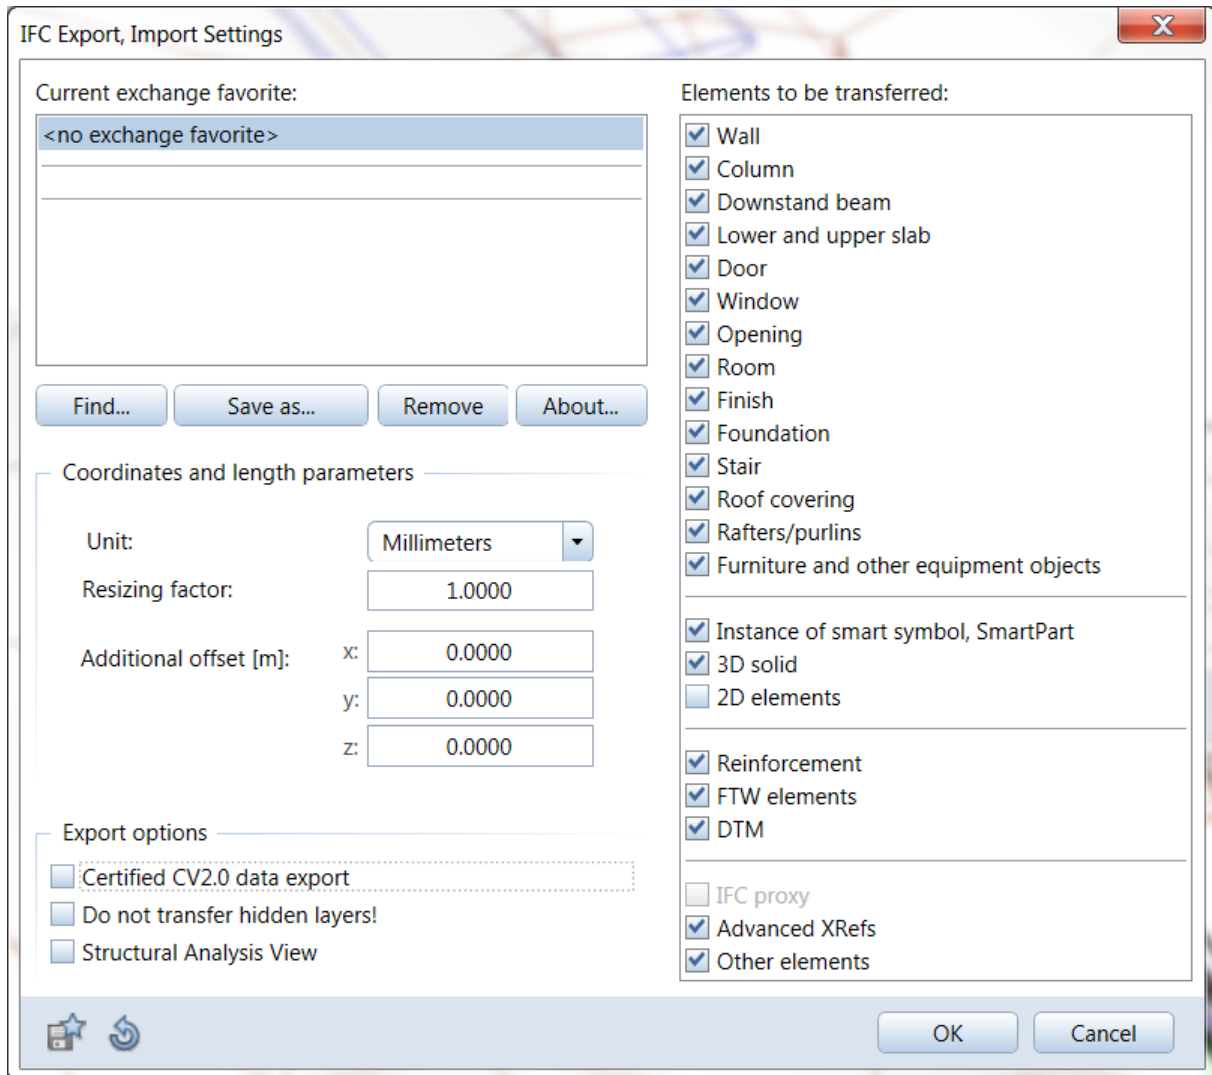 IFC Export, Import Settings
Current exchange favorite:
<no exchange favorite>
Find...
Save as...
Remove
About...
Coordinates and length parameters
Unit:
Millimeters
Resizing factor:
1.0000
Additional offset [m]:
x:
0.0000
y:
0.0000
z:
0.0000
Export options
Certified CV2.0 data export
Do not transfer hidden layers!
Structural Analysis View
Elements to be transferred:
Wall
Column
Downstand beam
Lower and upper slab
Door
Window
Opening
Room
Finish
Foundation
Stair
Roof covering
Rafters/purlins
Furniture and other equipment objects
Instance of smart symbol, SmartPart
3D solid
2D elements
Reinforcement
FTW elements
DTM
IFC proxy
Advanced XRefs
Other elements
OK
Cancel